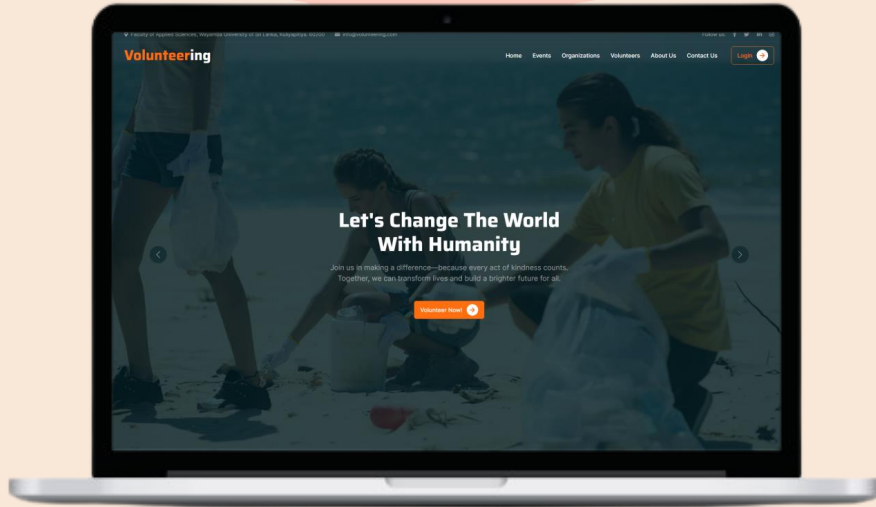 Faculty of Applied Sciences, Wayamba University of Sri Lanka, Kuliyapitiya. 60200 info@volunteering.com Follow us:
Volunteering
Home Events Organizations Volunteers About Us Contact Us Login
Let's Change The World
With Humanity
Join us in making a difference—because every act of kindness counts.
Together, we can transform lives and build a brighter future for all.
Volunteer Now!